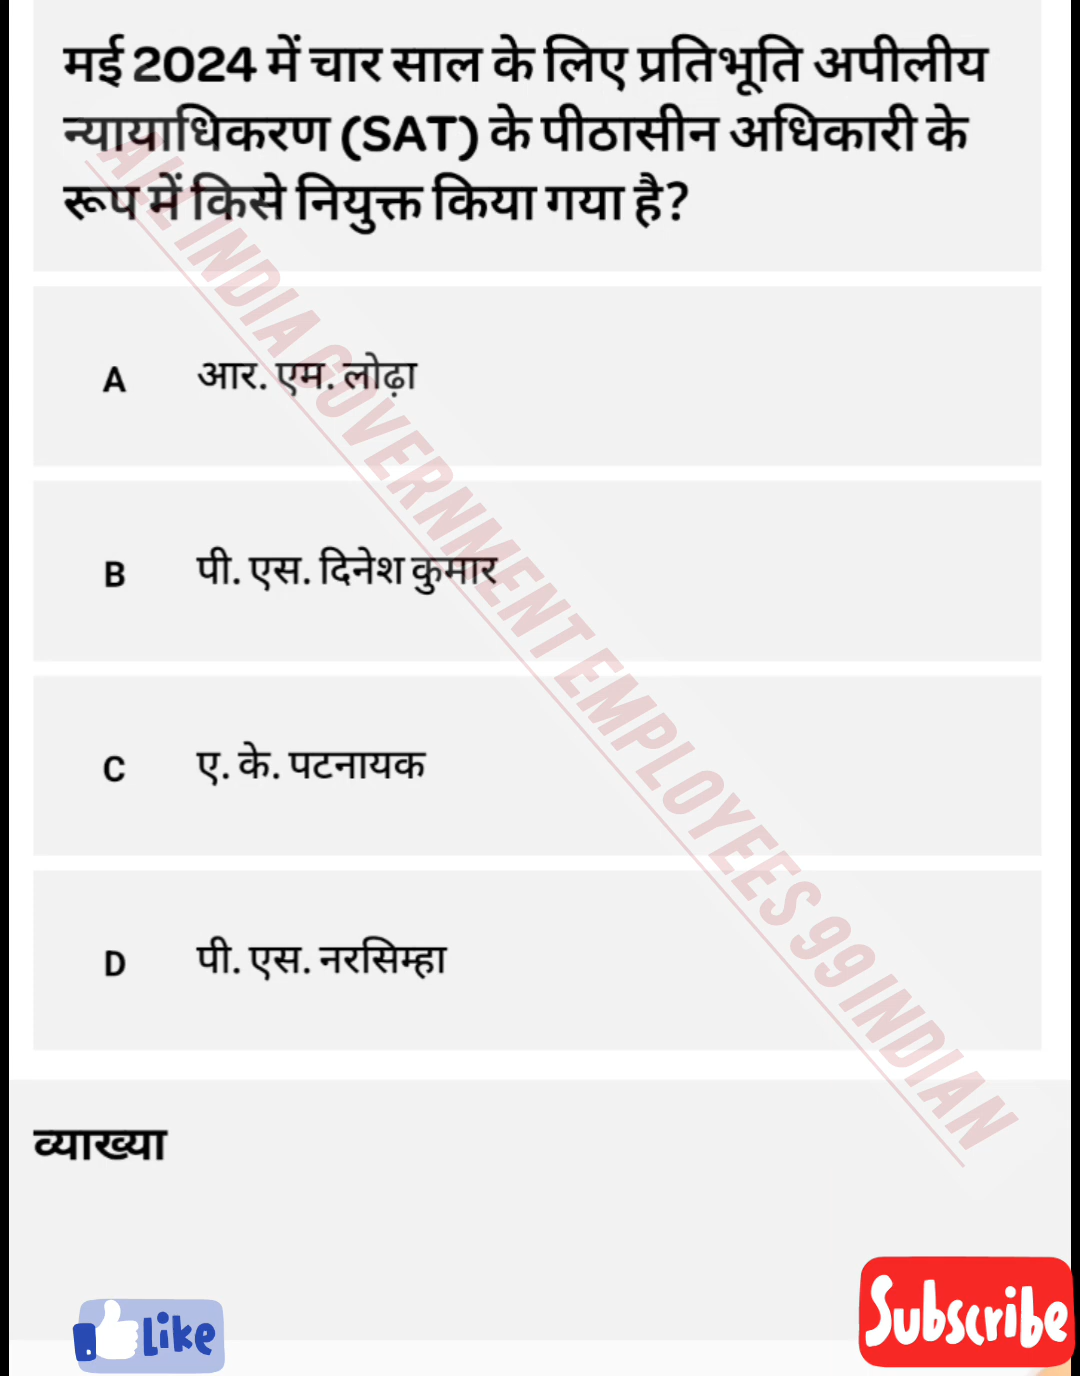 मई 2024 में चार साल के लिए प्रतिभूति अपीलीय
न्यायाधिकरण (SAT) के पीठासीन अधिकारी के
रूप में किसे नियुक्त किया गया है?
A आर. एम. लोढ़ा
B पी. एस. दिनेश कुमार
C ए. के. पटनायक
D पी. एस. नरसिम्हा
ALL INDIA GOVERNMENT EMPLOYEES 99 INDIAN
व्याख्या
Like
Subscribe